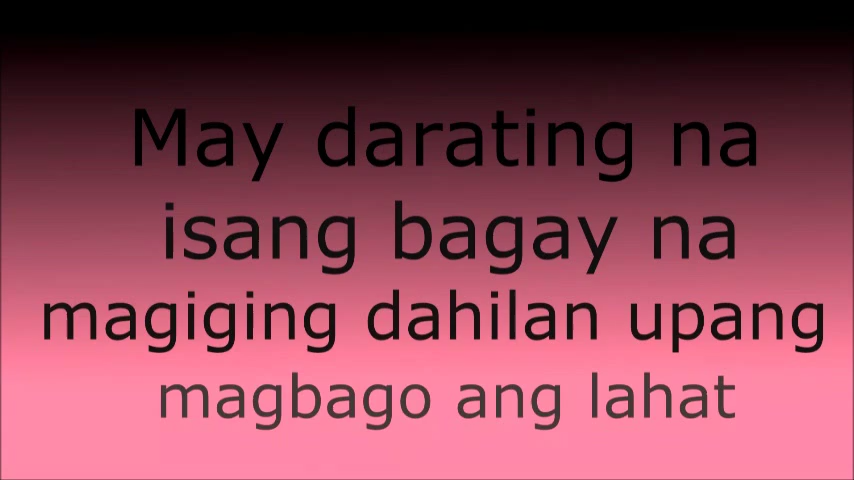 May darating na
isang bagay na
magiging dahilan upang
magbago ang lahat